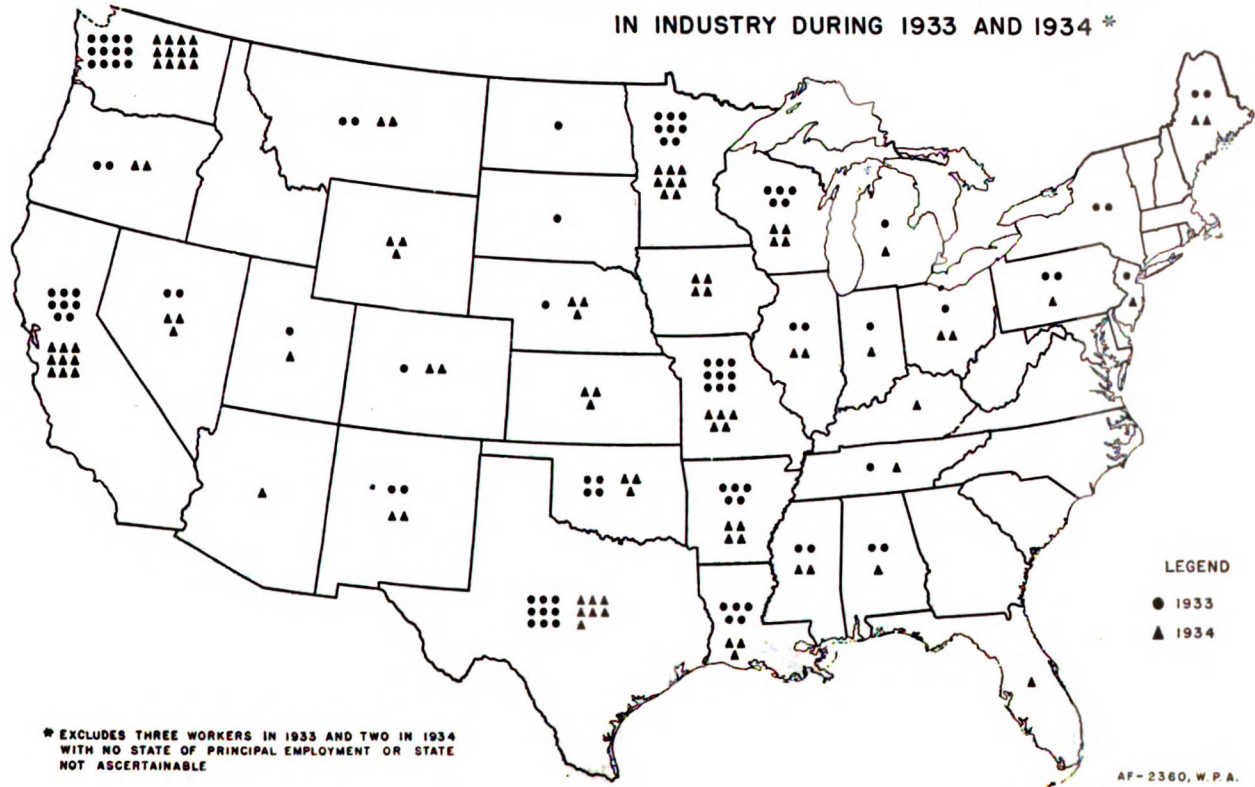 IN INDUSTRY DURING 1933 AND 1934 *
LEGEND
1933
1934
* EXCLUDES THREE WORKERS IN 1933 AND TWO IN 1934
WITH NO STATE OF PRINCIPAL EMPLOYMENT OR STATE
NOT ASCERTAINABLE
AF-2360, W.P.A.